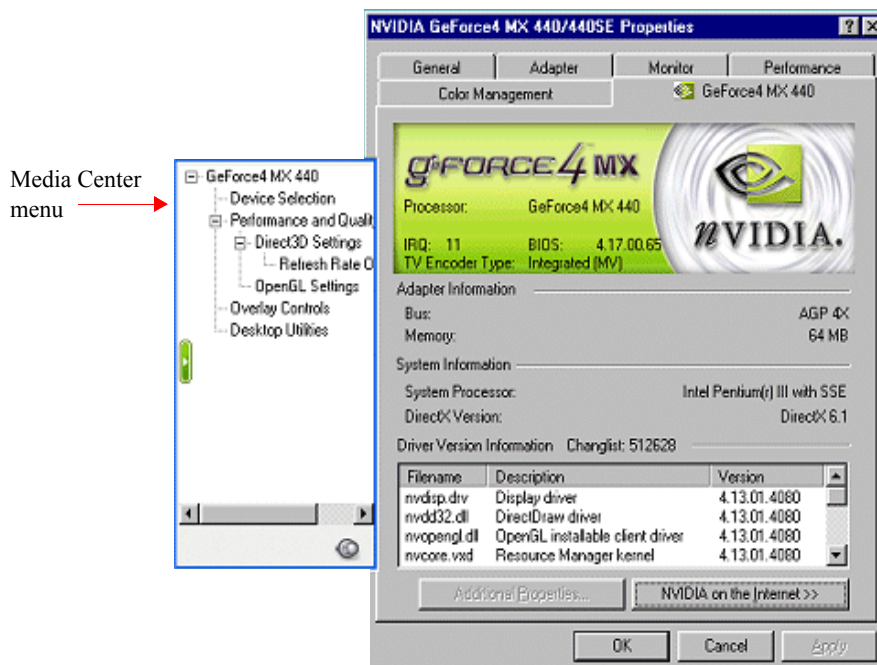 NVIDIA GeForce4 MX 440/440SE Properties
General Adapter Monitor Performance
Color Management GeForce4 MX 440
GeFORCE4 MX
Processor: GeForce4 MX 440
IRQ: 11 BIOS: 4.17.00.65
TV Encoder Type: Integrated (MV)
nVIDIA.
Media Center
menu
GeForce4 MX 440
Device Selection
Performance and Qualit
Direct3D Settings
Refresh Rate O
OpenGL Settings
Overlay Controls
Desktop Utilities
Adapter Information
Bus: AGP 4X
Memory: 64 MB
System Information
System Processor: Intel Pentium(r) III with SSE
DirectX Version: DirectX 6.1
Driver Version Information Changlist: 512628
Filename Description Version
nvdisp.drv Display driver 4.13.01.4080
nvdd32.dll DirectDraw driver 4.13.01.4080
nvopengl.dll OpenGL installable client driver 4.13.01.4080
nvcore.vxd Resource Manager kernel 4.13.01.4080
Additional Properties... NVIDIA on the Internet >>
OK Cancel Apply